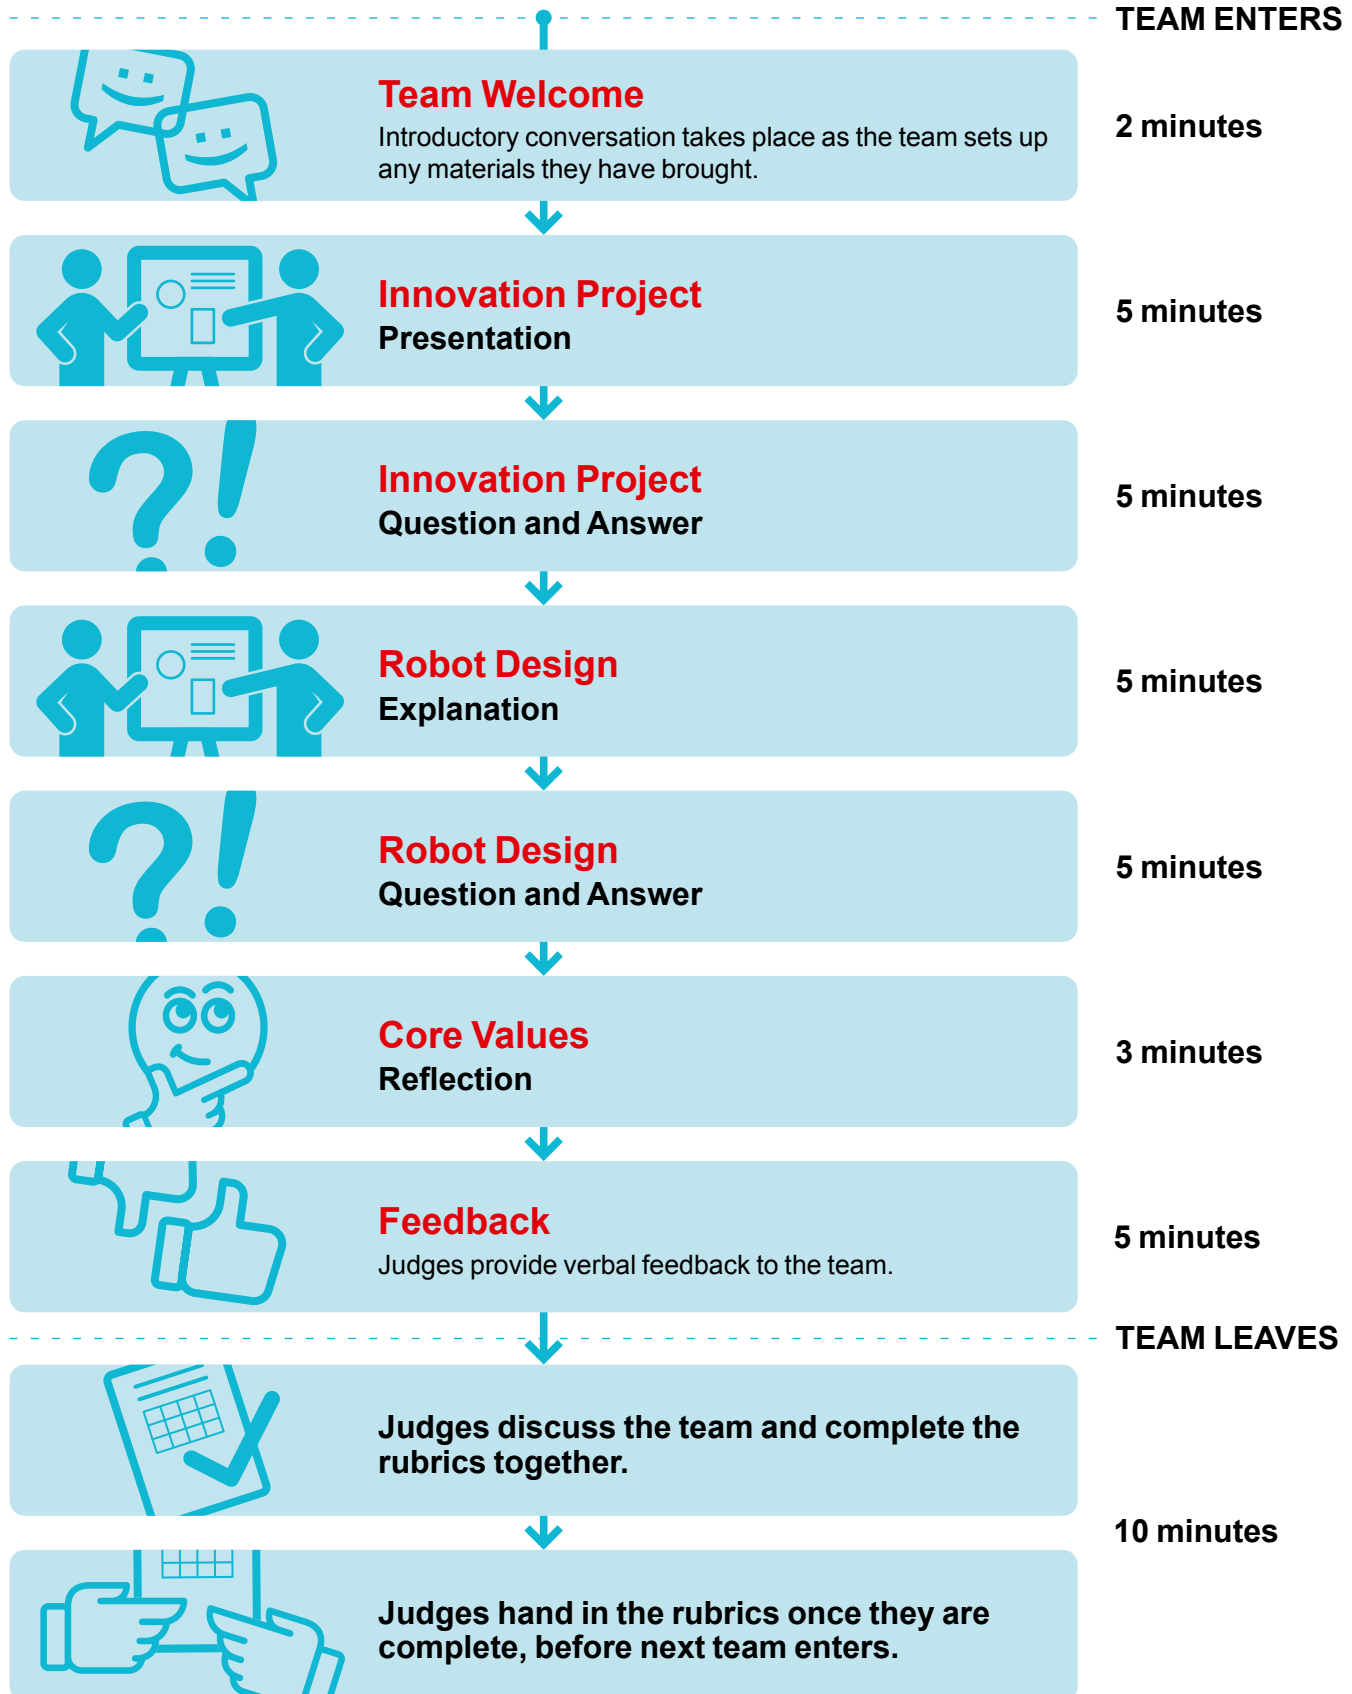 TEAM ENTERS
Team Welcome
Introductory conversation takes place as the team sets up
any materials they have brought.
2 minutes
Innovation Project
Presentation
5 minutes
Innovation Project
Question and Answer
5 minutes
Robot Design
Explanation
5 minutes
Robot Design
Question and Answer
5 minutes
Core Values
Reflection
3 minutes
Feedback
Judges provide verbal feedback to the team.
5 minutes
TEAM LEAVES
Judges discuss the team and complete the
rubrics together.
10 minutes
Judges hand in the rubrics once they are
complete, before next team enters.